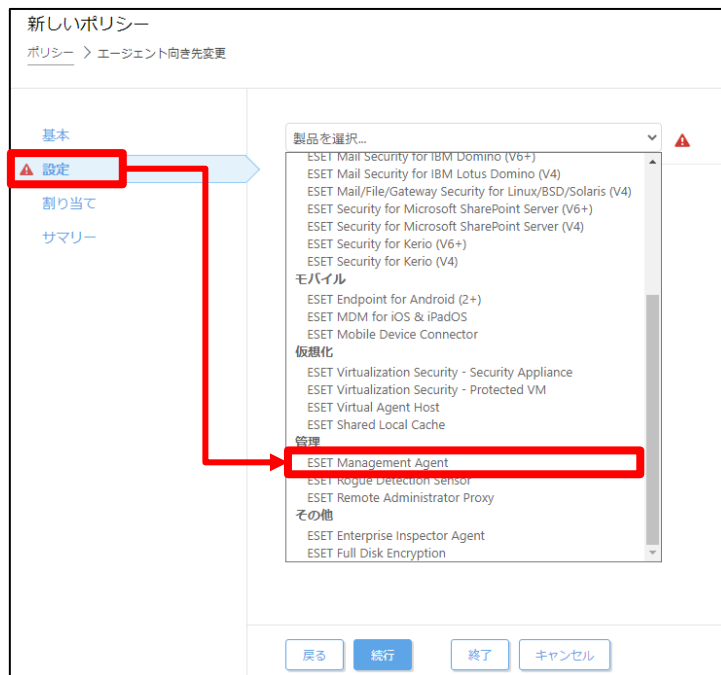 新しいポリシー
ポリシー > エージェント向き先変更
基本
設定
割り当て
サマリー
製品を選択...
ESET Mail Security for IBM Domino (V6+)
ESET Mail Security for IBM Lotus Domino (V4)
ESET Mail/File/Gateway Security for Linux/BSD/Solaris (V4)
ESET Security for Microsoft SharePoint Server (V6+)
ESET Security for Microsoft SharePoint Server (V4)
ESET Security for Kerio (V6+)
ESET Security for Kerio (V4)
モバイル
ESET Endpoint for Android (2+)
ESET MDM for iOS & iPadOS
ESET Mobile Device Connector
仮想化
ESET Virtualization Security - Security Appliance
ESET Virtualization Security - Protected VM
ESET Virtual Agent Host
ESET Shared Local Cache
管理
ESET Management Agent
ESET Rogue Detection Sensor
ESET Remote Administrator Proxy
その他
ESET Enterprise Inspector Agent
ESET Full Disk Encryption
戻る 続行 終了 キャンセル